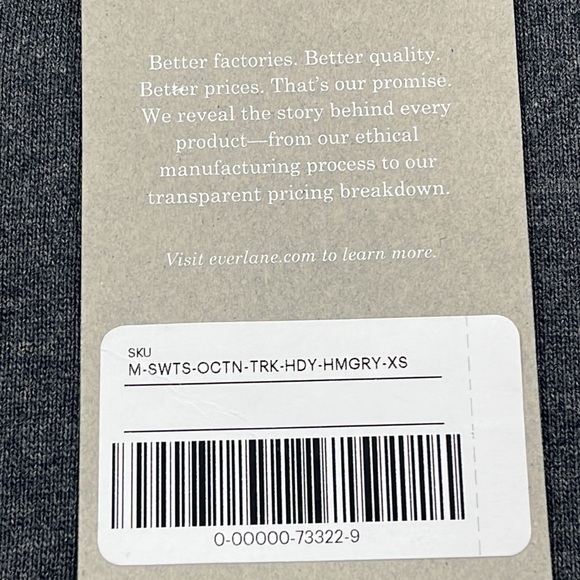 Better factories. Better quality.
Better prices. That's our promise.
We reveal the story behind every
product—from our ethical
manufacturing process to our
transparent pricing breakdown.
Visit everlane.com to learn more.
SKU
M-SWTS-OCTN-TRK-HDY-HMGRY-XS
0-00000-73322-9